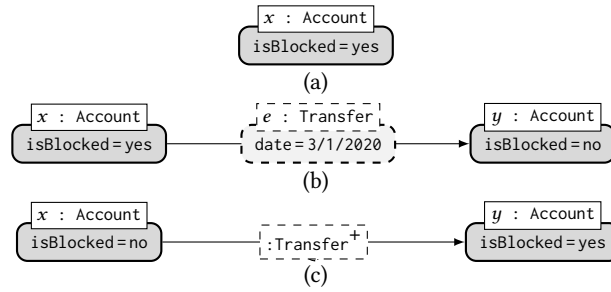 x : Account
isBlocked = yes
(a)
x : Account e : Transfer y : Account
isBlocked = yes date = 3/1/2020 isBlocked = no
(b)
x : Account y : Account
isBlocked = no :Transfer+ isBlocked = yes
(c)